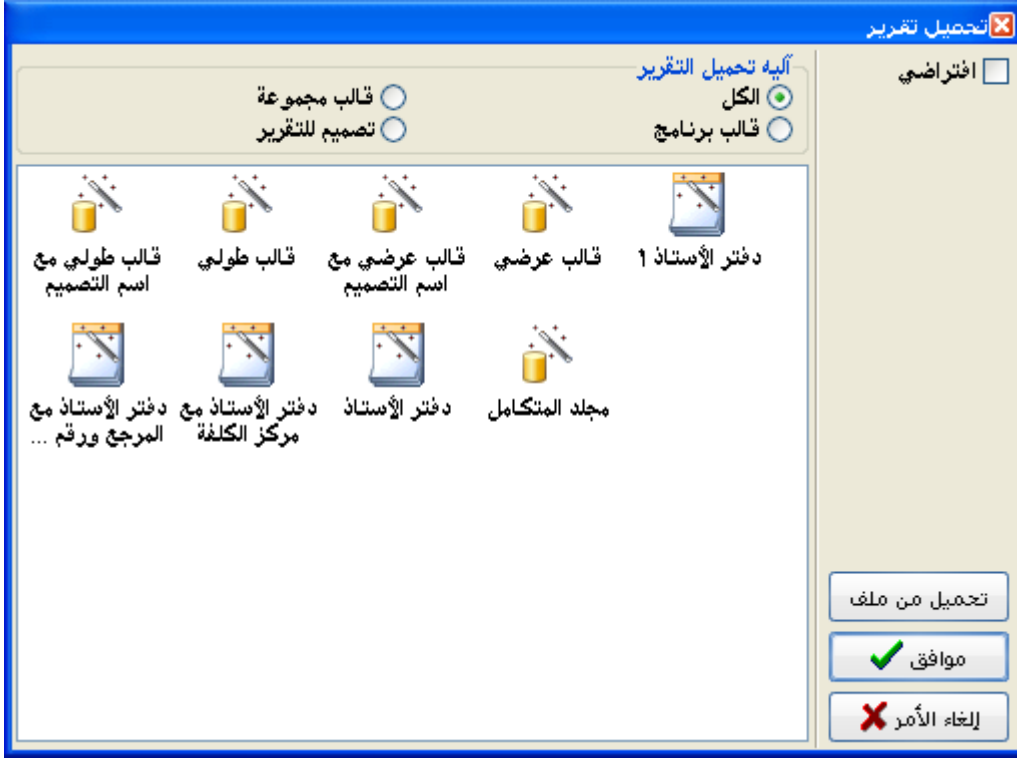 تحميل تقرير
افتراضي
آليه تحميل التقرير
الكل
قالب مجموعة
قالب برنامج
تصميم للتقرير
دفتر الأستاذ ١
قالب عرضي
قالب عرضي مع
اسم التصميم
قالب طولي
قالب طولي مع
اسم التصميم
مجلد المتكامل
دفتر الأستاذ
دفتر الأستاذ مع
مركز الكلفة
دفتر الأستاذ مع
المرجع ورقم ...
تحميل من ملف
موافق
إلغاء الأمر